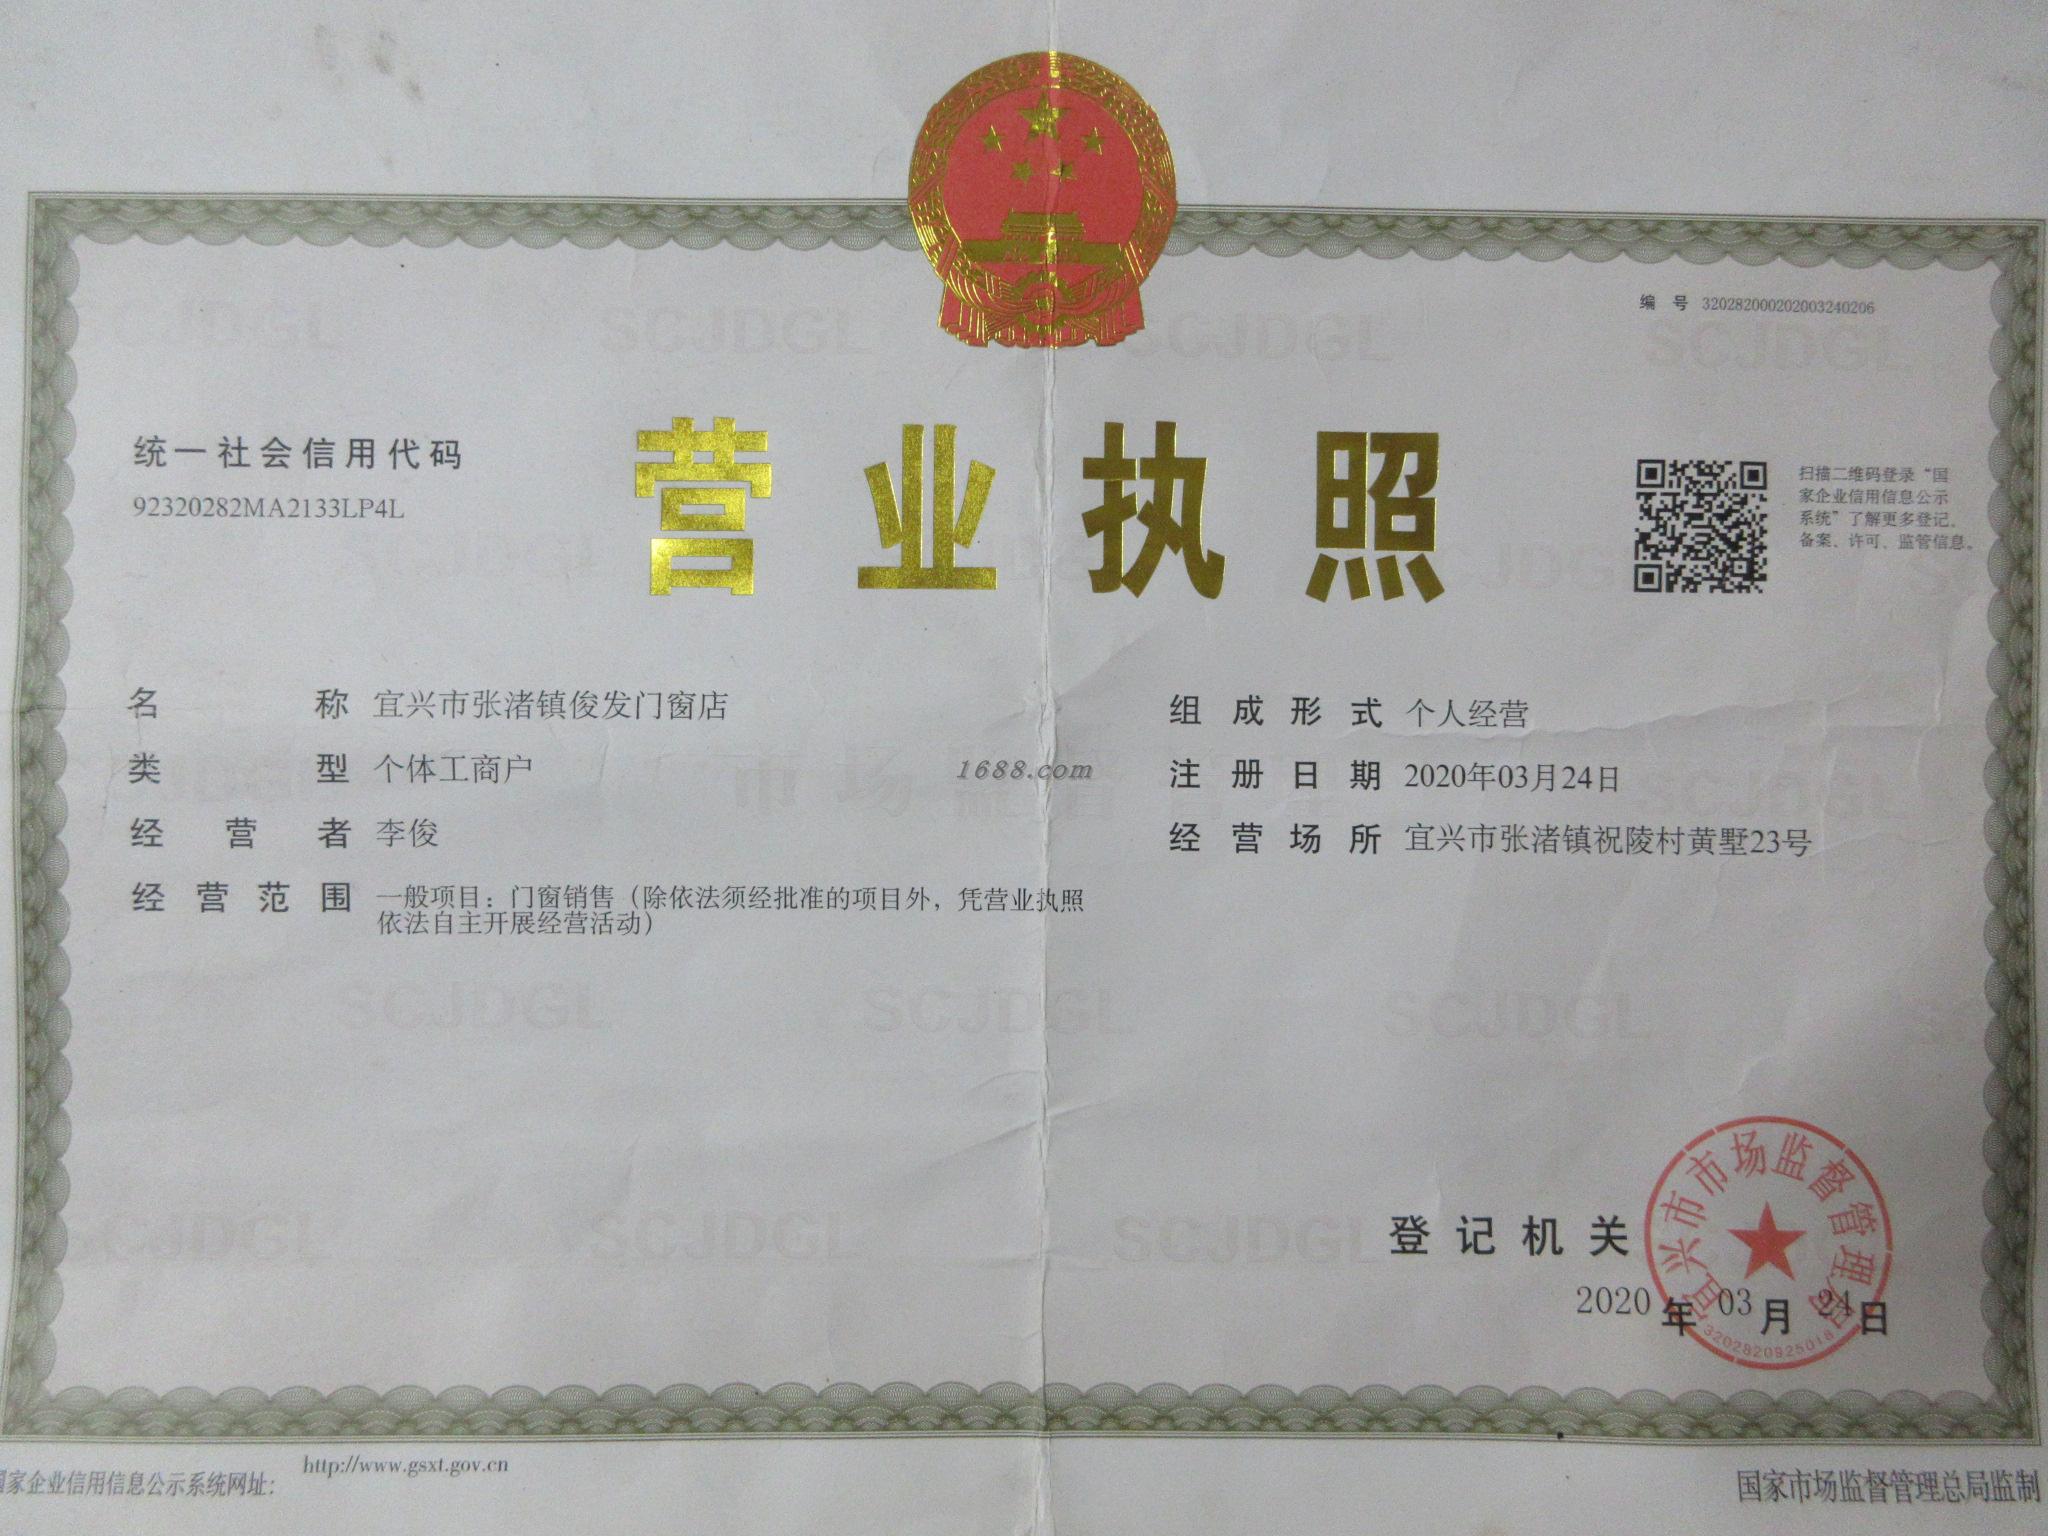 编 号 320282000202003240206
统一社会信用代码
92320282MA2133LP4L
营业执照
扫描二维码登录“国
家企业信用信息公示
系统”了解更多登记、
备案、许可、监管信息。
名称 宜兴市张渚镇俊发门窗店
类型 个体工商户
经营者 李俊
经营范围 一般项目：门窗销售（除依法须经批准的项目外，凭营业执照
依法自主开展经营活动）
组成形式 个人经营
注册日期 2020年03月24日
经营场所 宜兴市张渚镇祝陵村黄墅23号
1688.com
登记机关
宜兴市市场监督管理局
3202820925018
2020年03月24日
国家企业信用信息公示系统网址： http://www.gsxt.gov.cn
国家市场监督管理总局监制
SCJDGL